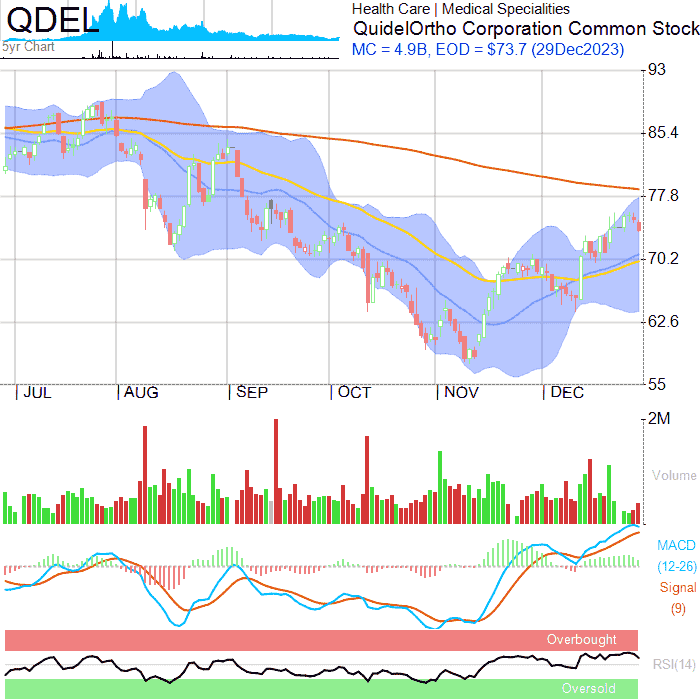 QDEL
5yr Chart
Health Care | Medical Specialities
QuidelOrtho Corporation Common Stock
MC = 4.9B, EOD = $73.7 (29Dec2023)
93
85.4
77.8
70.2
62.6
55
JUL AUG SEP OCT NOV DEC
2M
Volume
MACD
(12-26)
Signal
(9)
Overbought
RSI(14)
Oversold